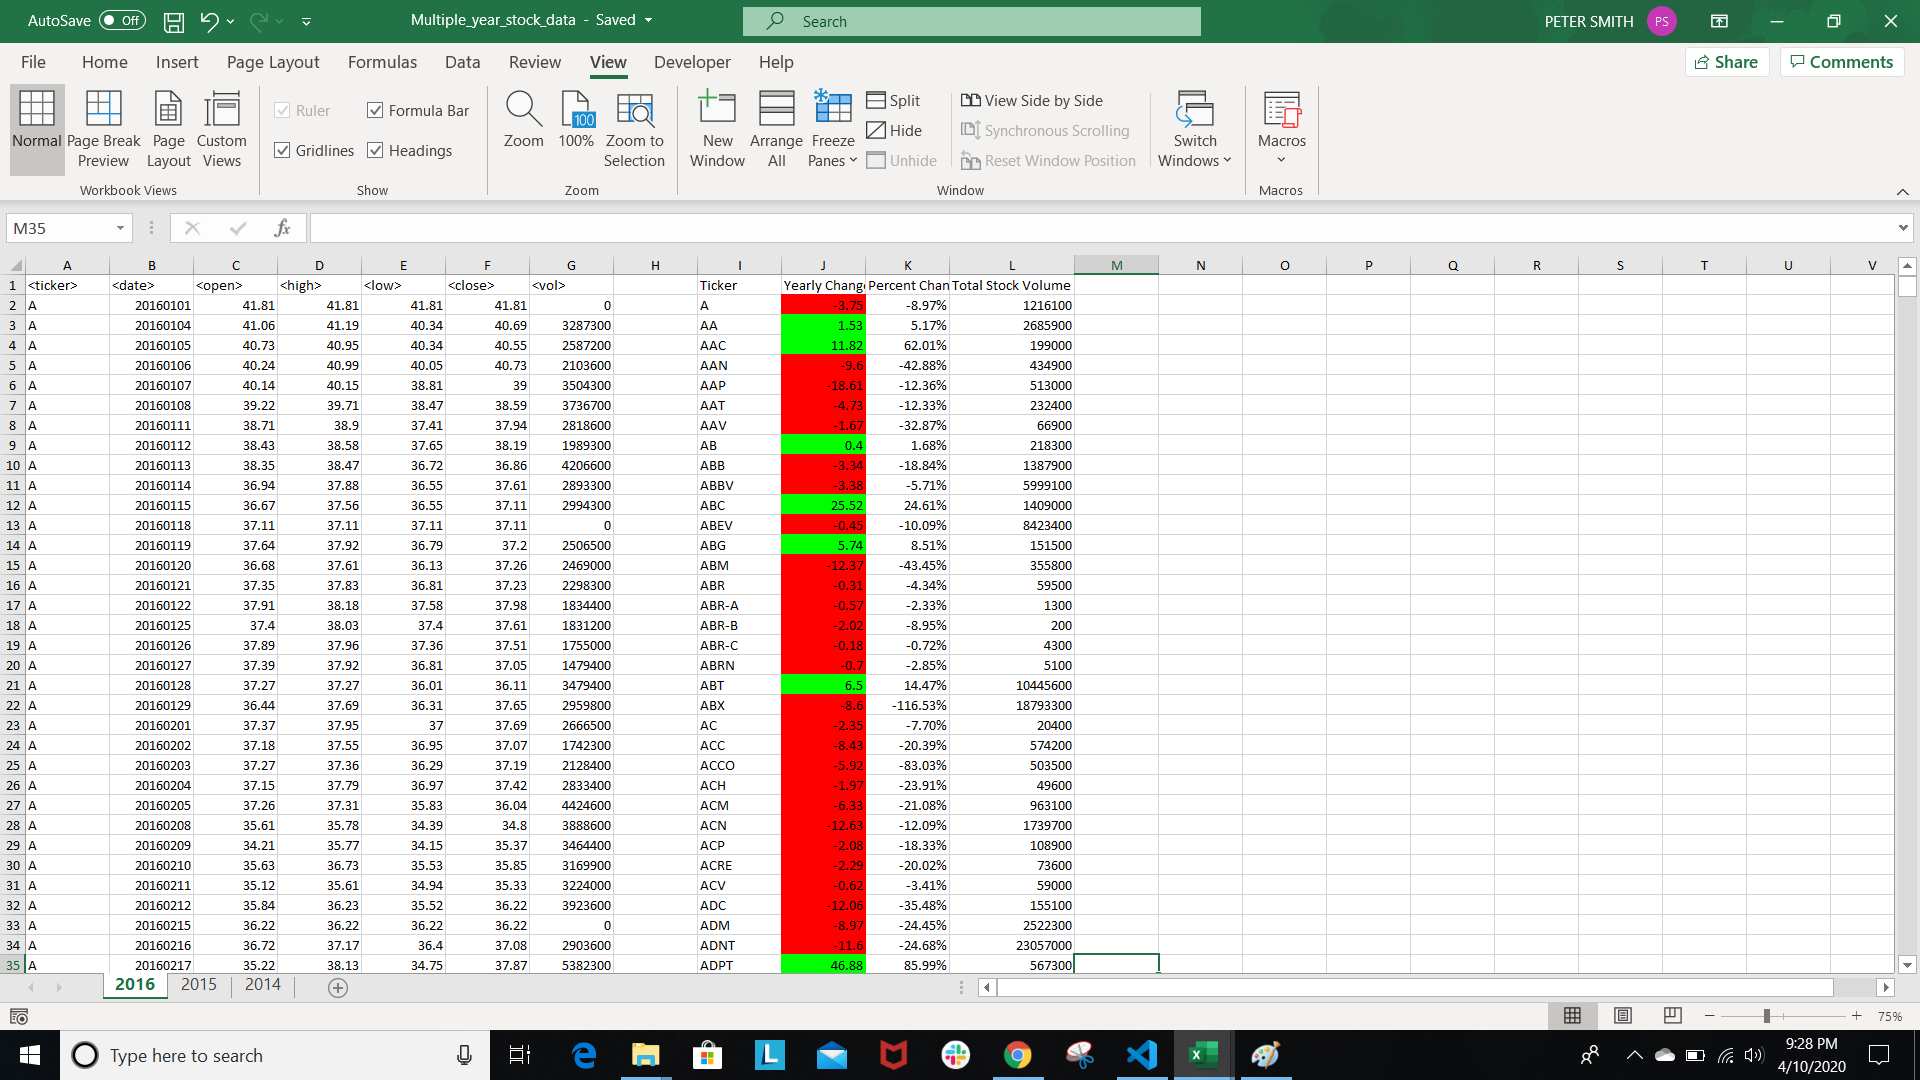 AutoSave Off Multiple_year_stock_data - Saved Search PETER SMITH PS
File Home Insert Page Layout Formulas Data Review View Developer Help Share Comments
Normal Page Break Preview Page Layout Custom Views
Workbook Views
Ruler Formula Bar
Gridlines Headings
Show
Zoom 100 100% Zoom to Selection
Zoom
New Window Arrange All Freeze Panes
Split
Hide
Unhide
View Side by Side
Synchronous Scrolling
Reset Window Position
Switch Windows
Window
Macros
Macros
M35 fx
A B C D E F G H I J K L M N O P Q R S T U V
1 <ticker> <date> <open> <high> <low> <close> <vol> Ticker Yearly Chang Percent Chan Total Stock Volume
2 A 20160101 41.81 41.81 41.81 41.81 0 A -3.75 -8.97% 1216100
3 A 20160104 41.06 41.19 40.34 40.69 3287300 AA 1.53 5.17% 2685900
4 A 20160105 40.73 40.95 40.34 40.55 2587200 AAC 11.82 62.01% 199000
5 A 20160106 40.24 40.99 40.05 40.73 2103600 AAN -9.6 -42.88% 434900
6 A 20160107 40.14 40.15 38.81 39 3504300 AAP -18.61 -12.36% 513000
7 A 20160108 39.22 39.71 38.47 38.59 3736700 AAT -4.73 -12.33% 232400
8 A 20160111 38.71 38.9 37.41 37.94 2818600 AAV -1.67 -32.87% 66900
9 A 20160112 38.43 38.58 37.65 38.19 1989300 AB 0.4 1.68% 218300
10 A 20160113 38.35 38.47 36.72 36.86 4206600 ABB -3.34 -18.84% 1387900
11 A 20160114 36.94 37.88 36.55 37.61 2893300 ABBV -3.38 -5.71% 5999100
12 A 20160115 36.67 37.56 36.55 37.11 2994300 ABC 25.52 24.61% 1409000
13 A 20160118 37.11 37.11 37.11 37.11 0 ABEV -0.45 -10.09% 8423400
14 A 20160119 37.64 37.92 36.79 37.2 2506500 ABG 5.74 8.51% 151500
15 A 20160120 36.68 37.61 36.13 37.26 2469000 ABM -12.37 -43.45% 355800
16 A 20160121 37.35 37.83 36.81 37.23 2298300 ABR -0.31 -4.34% 59500
17 A 20160122 37.91 38.18 37.58 37.98 1834400 ABR-A -0.57 -2.33% 1300
18 A 20160125 37.4 38.03 37.4 37.61 1831200 ABR-B -2.02 -8.95% 200
19 A 20160126 37.89 37.96 37.36 37.51 1755000 ABR-C -0.18 -0.72% 4300
20 A 20160127 37.39 37.92 36.81 37.05 1479400 ABRN -0.7 -2.85% 5100
21 A 20160128 37.27 37.27 36.01 36.11 3479400 ABT 6.5 14.47% 10445600
22 A 20160129 36.44 37.69 36.31 37.65 2959800 ABX -8.6 -116.53% 18793300
23 A 20160201 37.37 37.95 37 37.69 2666500 AC -2.35 -7.70% 20400
24 A 20160202 37.18 37.55 36.95 37.07 1742300 ACC -8.43 -20.39% 574200
25 A 20160203 37.27 37.36 36.29 37.19 2128400 ACCO -5.92 -83.03% 503500
26 A 20160204 37.15 37.79 36.97 37.42 2833400 ACH -1.97 -23.91% 49600
27 A 20160205 37.26 37.31 35.83 36.04 4424600 ACM -6.33 -21.08% 963100
28 A 20160208 35.61 35.78 34.39 34.8 3888600 ACN -12.63 -12.09% 1739700
29 A 20160209 34.21 35.77 34.15 35.37 3464400 ACP -2.08 -18.33% 108900
30 A 20160210 35.63 36.73 35.53 35.85 3169900 ACRE -2.29 -20.02% 73600
31 A 20160211 35.12 35.61 34.94 35.33 3224000 ACV -0.62 -3.41% 59000
32 A 20160212 35.84 36.23 35.52 36.22 3923600 ADC -12.06 -35.48% 155100
33 A 20160215 36.22 36.22 36.22 36.22 0 ADM -8.97 -24.45% 2522300
34 A 20160216 36.72 37.17 36.4 37.08 2903600 ADNT -11.6 -24.68% 23057000
35 A 20160217 35.22 38.13 34.75 37.87 5382300 ADPT 46.88 85.99% 567300
2016 2015 2014
75%
Type here to search
9:28 PM
4/10/2020